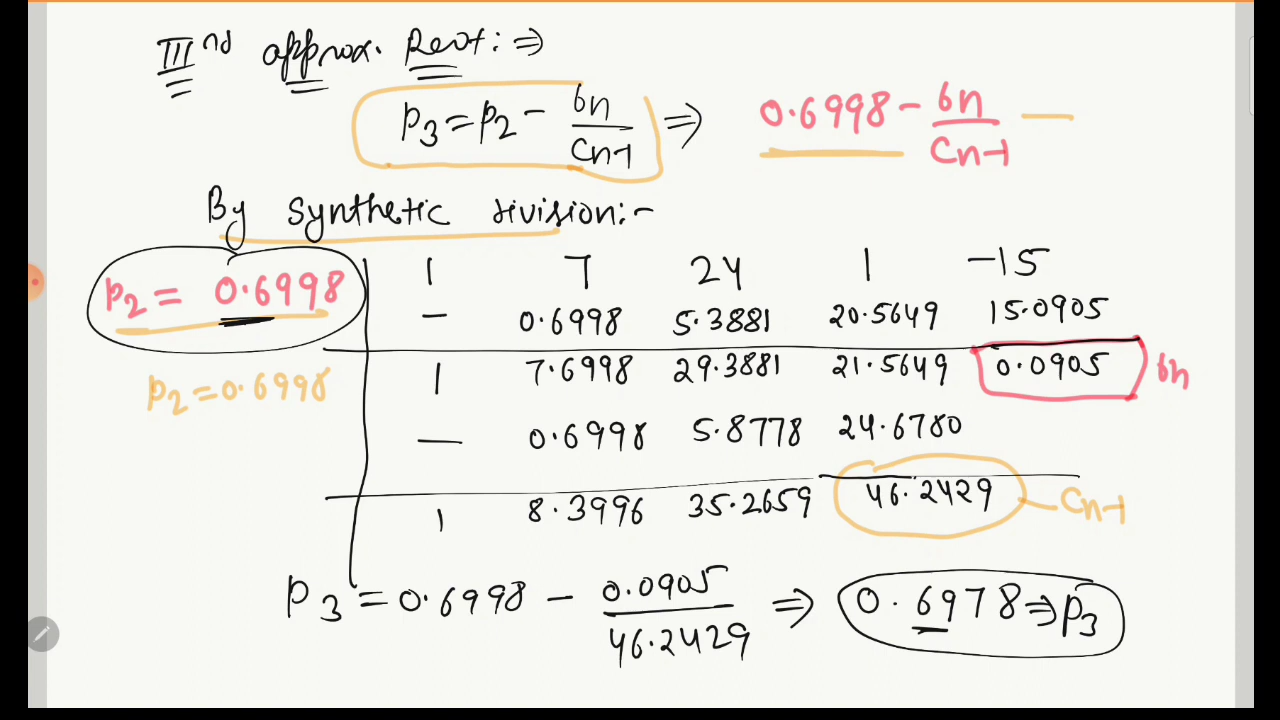 IIInd approx. Root:⇒
p3 = p2 - bn/Cn-1 ⇒ 0.6998 - bn/Cn-1 —
By synthetic division:-
p2 = 0.6998 | 1 7 24 1 -15
— 0.6998 5.3881 20.5649 15.0905
p2 = 0.6998 | 1 7.6998 29.3881 21.5649 0.0905 bn
— 0.6998 5.8778 24.6780
1 8.3996 35.2659 46.2429 — Cn-1
p3 = 0.6998 - 0.0905/46.2429 ⇒ 0.6978 ⇒ p3